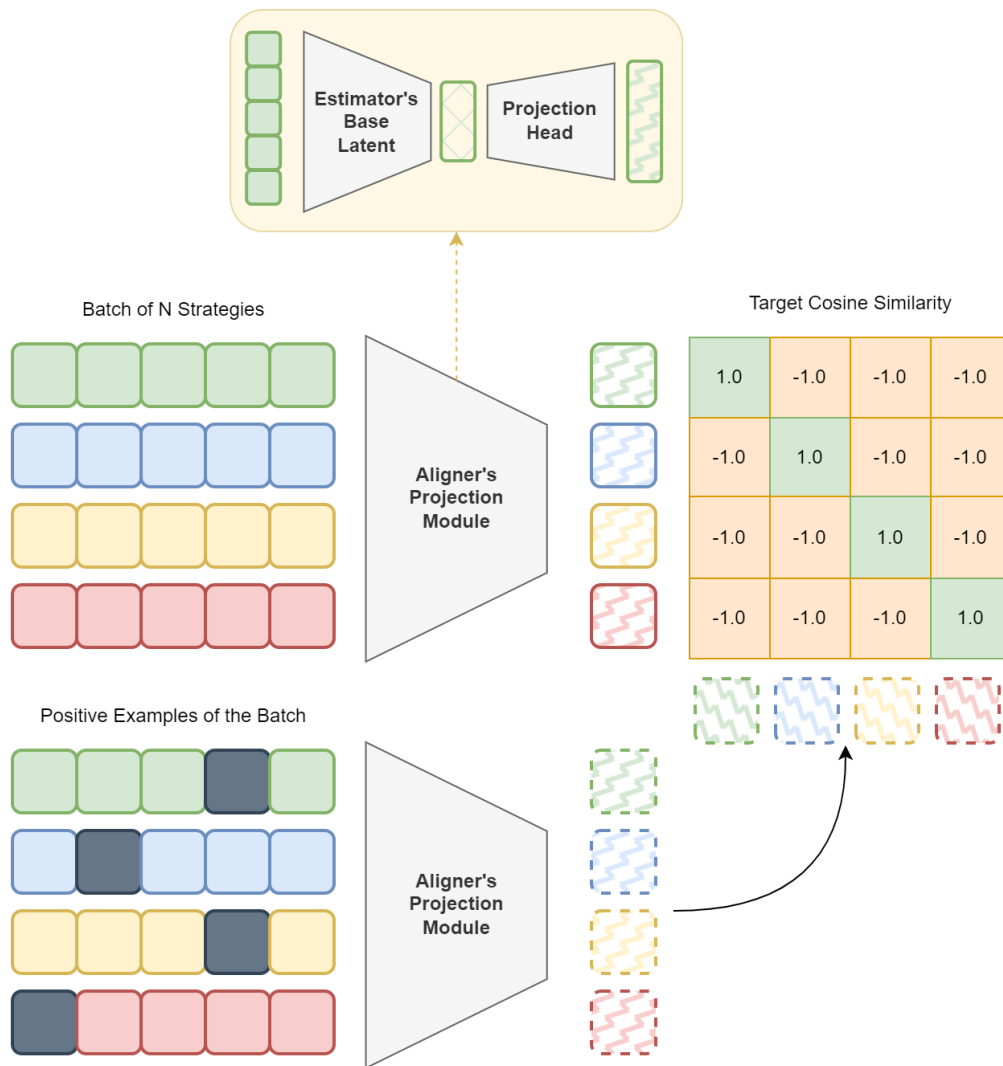 Estimator's
Base
Latent
Projection
Head
Batch of N Strategies
Target Cosine Similarity
Aligner's
Projection
Module
1.0 -1.0 -1.0 -1.0
-1.0 1.0 -1.0 -1.0
-1.0 -1.0 1.0 -1.0
-1.0 -1.0 -1.0 1.0
Positive Examples of the Batch
Aligner's
Projection
Module